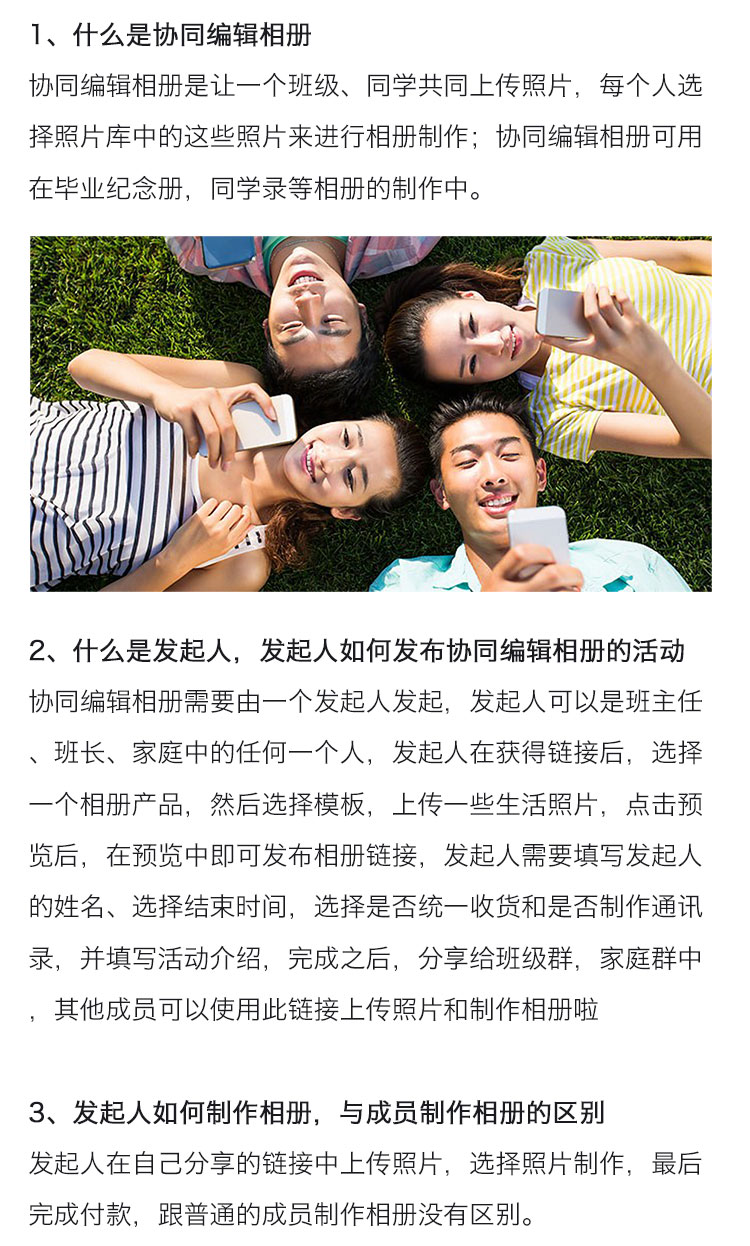 1、什么是协同编辑相册
协同编辑相册是让一个班级、同学共同上传照片，每个人选
择照片库中的这些照片来进行相册制作；协同编辑相册可用
在毕业纪念册，同学录等相册的制作中。
2、什么是发起人，发起人如何发布协同编辑相册的活动
协同编辑相册需要由一个发起人发起，发起人可以是班主任
、班长、家庭中的任何一个人，发起人在获得链接后，选择
一个相册产品，然后选择模板，上传一些生活照片，点击预
览后，在预览中即可发布相册链接，发起人需要填写发起人
的姓名、选择结束时间，选择是否统一收货和是否制作通讯
录，并填写活动介绍，完成之后，分享给班级群，家庭群中
，其他成员可以使用此链接上传照片和制作相册啦
3、发起人如何制作相册，与成员制作相册的区别
发起人在自己分享的链接中上传照片，选择照片制作，最后
完成付款，跟普通的成员制作相册没有区别。